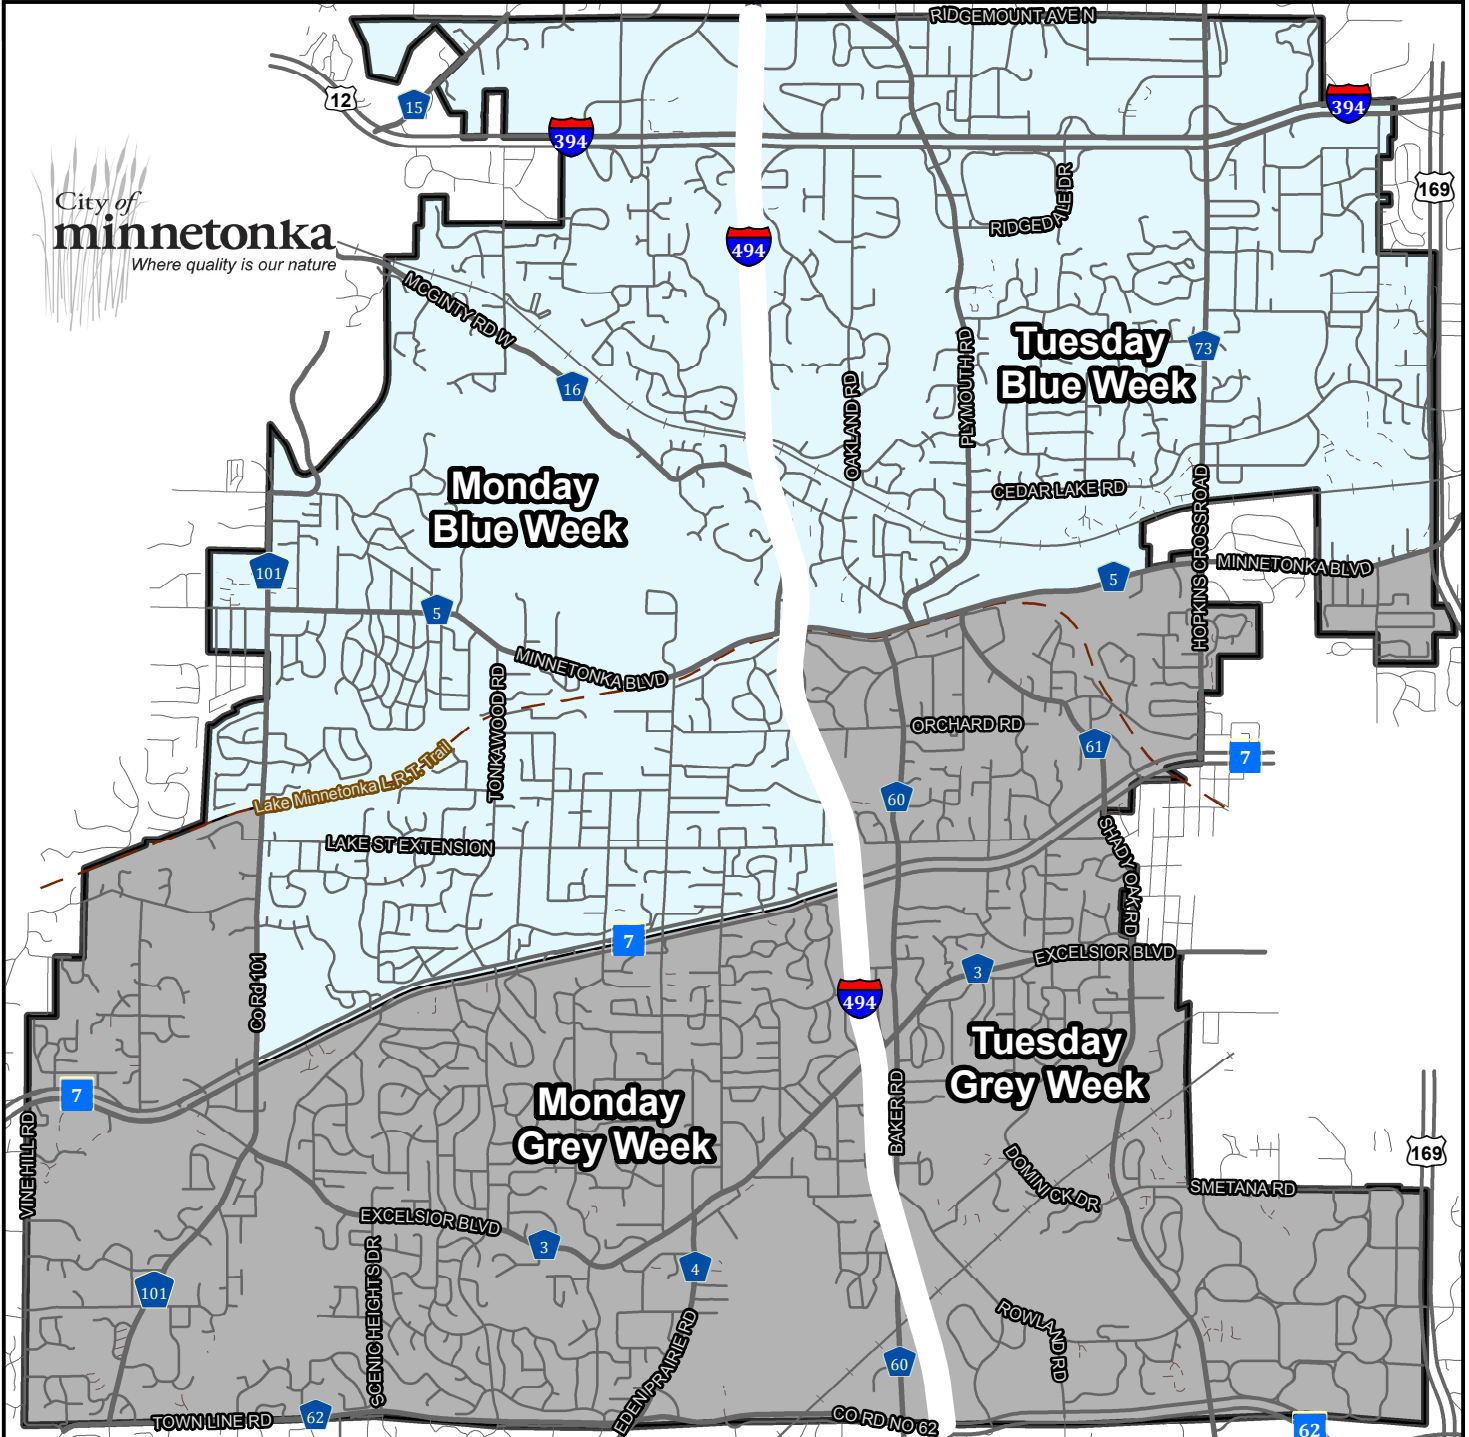 RIDGEMOUNT AVE N
12
15
394
394
169
City of
minnetonka
Where quality is our nature
RIDGEDALE DR
494
MCGINTY RD W
16
OAKLAND RD
PLYMOUTH RD
Tuesday
Blue Week
73
Monday
Blue Week
CEDAR LAKE RD
HOPKINS CROSSROAD
101
5
5
MINNETONKA BLVD
MINNETONKA BLVD
TONKAWOOD RD
ORCHARD RD
61
7
Lake Minnetonka L.R.T. Trail
60
LAKE ST EXTENSION
SHADY OAK RD
7
Co Rd 101
EXCELSIOR BLVD
3
494
Tuesday
Grey Week
7
Monday
Grey Week
BAKER RD
VINE HILL RD
DOMINICK DR
169
SMETANA RD
EXCELSIOR BLVD
3
SCENIC HEIGHTS DR
4
101
ROWLAND RD
EDEN PRAIRIE RD
60
TOWN LINE RD
62
CO RD NO 62
62